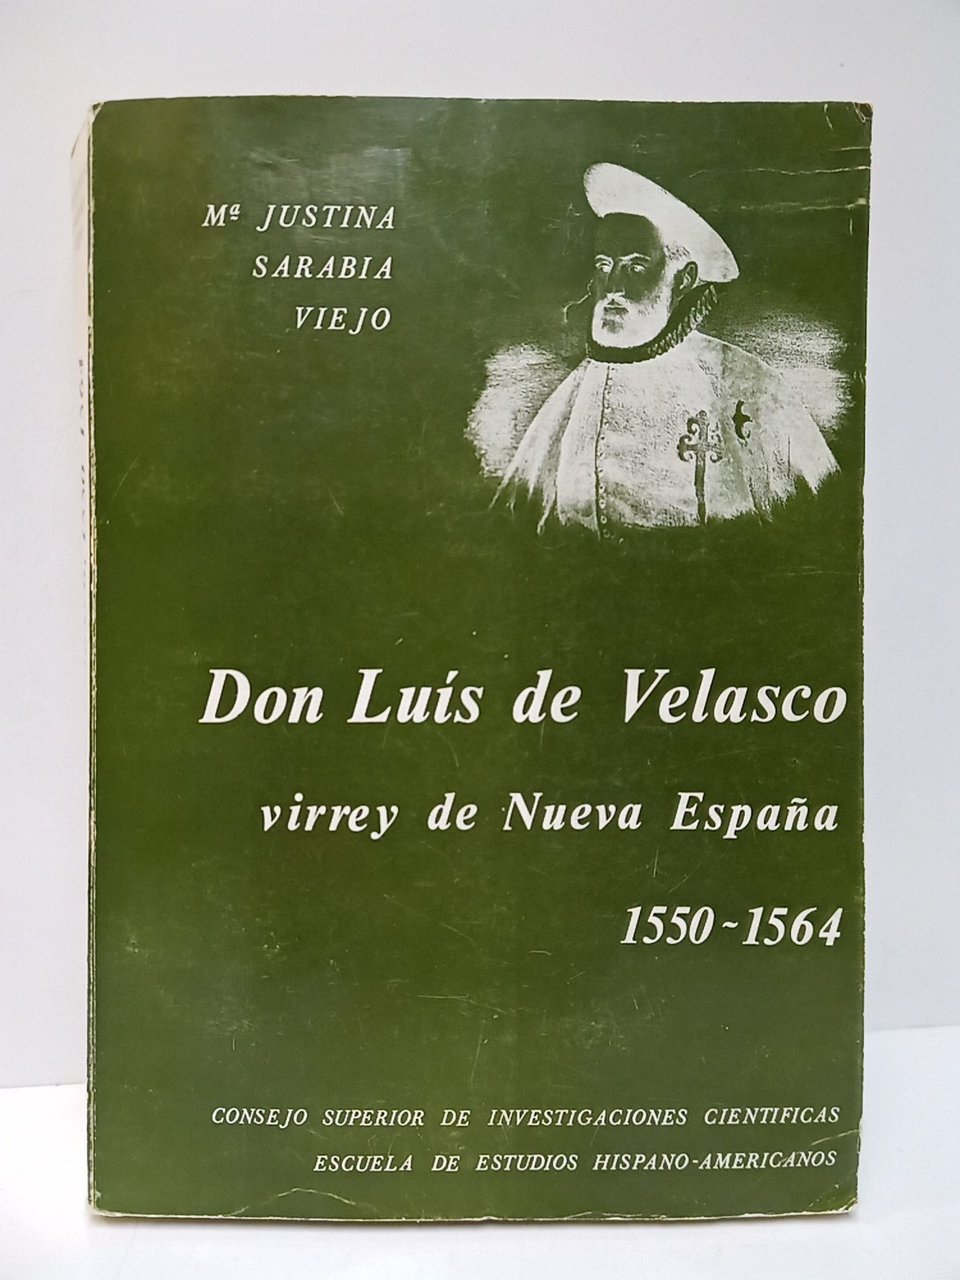 Mª JUSTINA
SARABIA
VIEJO
Don Luís de Velasco
virrey de Nueva España
1550-1564
CONSEJO SUPERIOR DE INVESTIGACIONES CIENTIFICAS
ESCUELA DE ESTUDIOS HISPANO-AMERICANOS